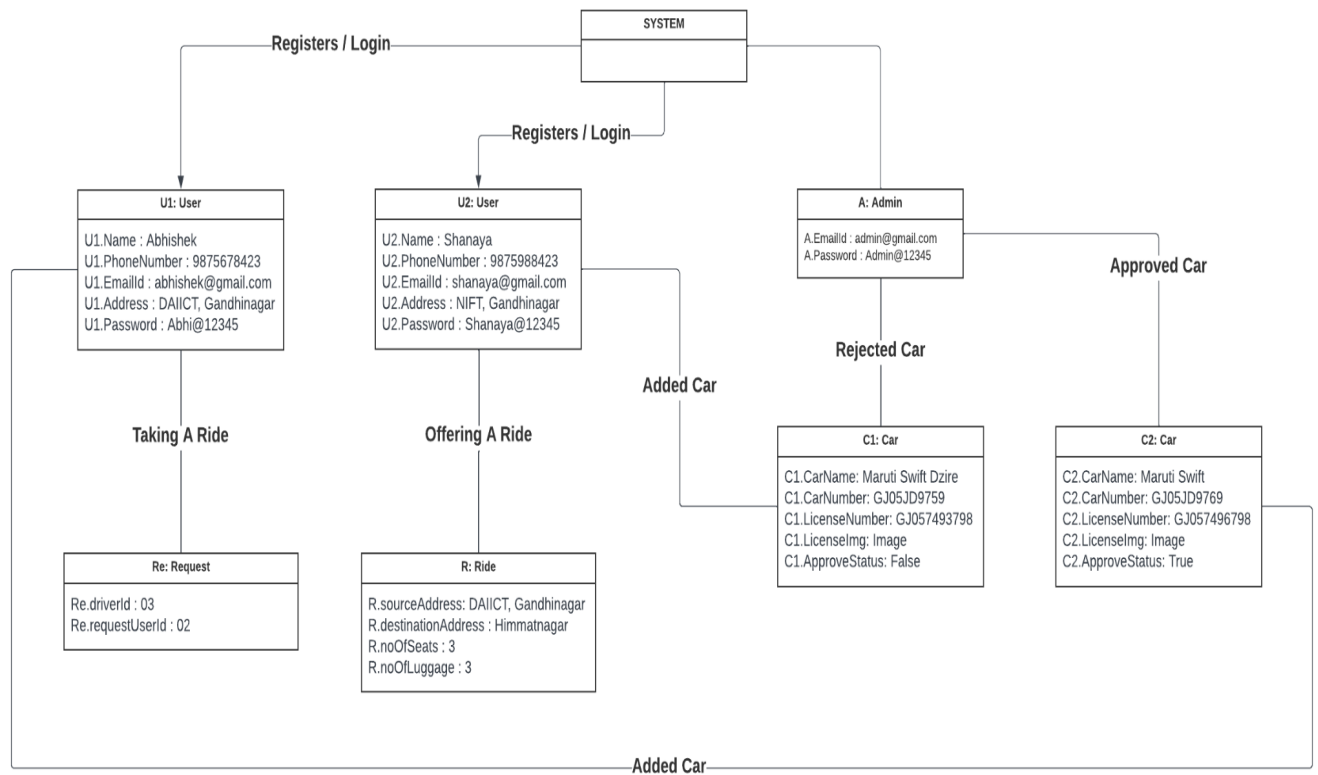 SYSTEM
Registers / Login
Registers / Login
U1: User
U1.Name : Abhishek
U1.PhoneNumber : 9875678423
U1.EmailId : abhishek@gmail.com
U1.Address : DAIICT, Gandhinagar
U1.Password : Abhi@12345
U2: User
U2.Name : Shanaya
U2.PhoneNumber : 9875988423
U2.EmailId : shanaya@gmail.com
U2.Address : NIFT, Gandhinagar
U2.Password : Shanaya@12345
A: Admin
A.EmailId : admin@gmail.com
A.Password : Admin@12345
Approved Car
Rejected Car
Added Car
Taking A Ride
Offering A Ride
C1: Car
C1.CarName: Maruti Swift Dzire
C1.CarNumber: GJ05JD9759
C1.LicenseNumber: GJ057493798
C1.LicenseImg: Image
C1.ApproveStatus: False
C2: Car
C2.CarName: Maruti Swift
C2.CarNumber: GJ05JD9769
C2.LicenseNumber: GJ057496798
C2.LicenseImg: Image
C2.ApproveStatus: True
Re: Request
Re.driverId : 03
Re.requestUserId : 02
R: Ride
R.sourceAddress: DAIICT, Gandhinagar
R.destinationAddress : Himmatnagar
R.noOfSeats : 3
R.noOfLuggage : 3
Added Car